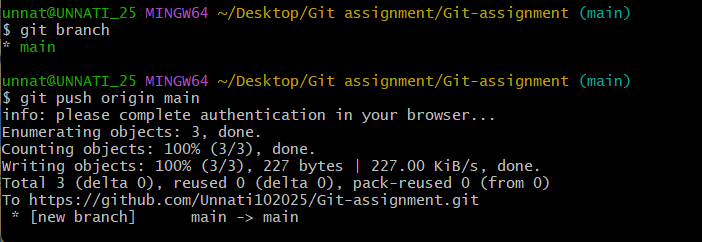 unnat@UNNATI_25 MINGW64 ~/Desktop/Git assignment/Git-assignment (main)
$ git branch
* main
unnat@UNNATI_25 MINGW64 ~/Desktop/Git assignment/Git-assignment (main)
$ git push origin main
info: please complete authentication in your browser...
Enumerating objects: 3, done.
Counting objects: 100% (3/3), done.
Writing objects: 100% (3/3), 227 bytes | 227.00 KiB/s, done.
Total 3 (delta 0), reused 0 (delta 0), pack-reused 0 (from 0)
To https://github.com/Unnati102025/Git-assignment.git
 * [new branch]      main -> main